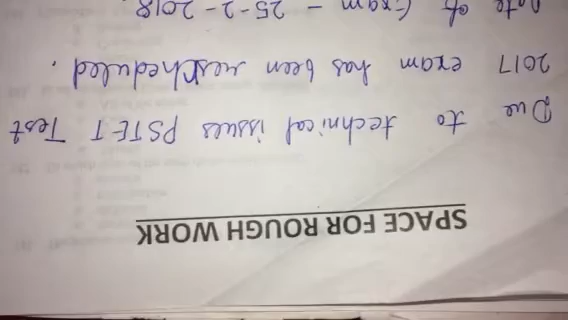 SPACE FOR ROUGH WORK
Due to technical issues PSTET Test
2017 exam has been rescheduled.
Date of Exam - 25-2-2018.